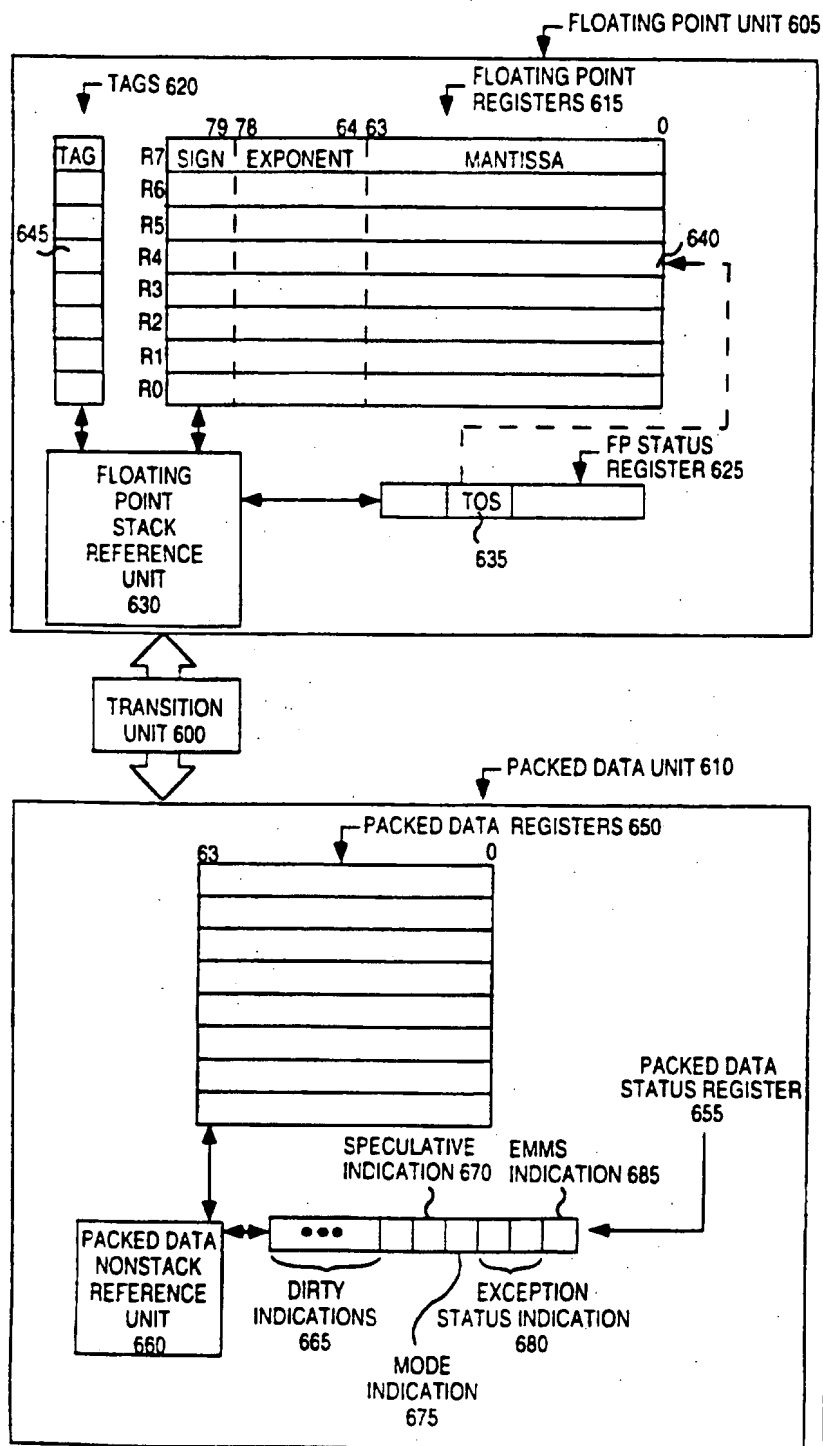 FLOATING POINT UNIT 605
TAGS 620
FLOATING POINT
REGISTERS 615
79 78 64 63 0
TAG R7 SIGN EXPONENT MANTISSA
R6
R5
645 640
R4
R3
R2
R1
R0
FP STATUS
REGISTER 625
FLOATING
POINT
STACK
REFERENCE
UNIT
630
TOS
635
TRANSITION
UNIT 600
PACKED DATA UNIT 610
PACKED DATA REGISTERS 650
63 0
PACKED DATA
STATUS REGISTER
655
SPECULATIVE
INDICATION 670
EMMS
INDICATION 685
PACKED DATA
NONSTACK
REFERENCE
UNIT
660
DIRTY
INDICATIONS
665
EXCEPTION
STATUS INDICATION
680
MODE
INDICATION
675